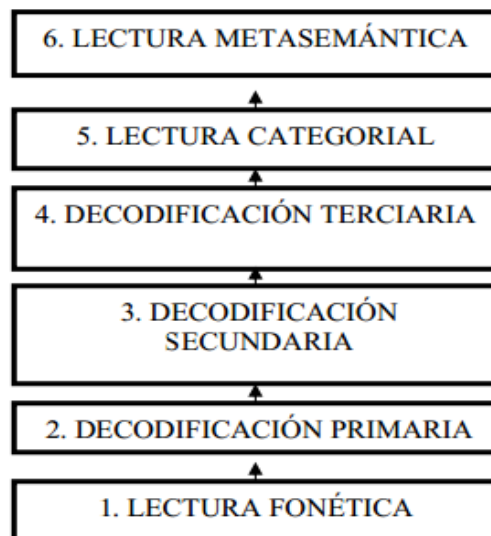 6. LECTURA METASEMÁNTICA
5. LECTURA CATEGORIAL
4. DECODIFICACIÓN TERCIARIA
3. DECODIFICACIÓN
SECUNDARIA
2. DECODIFICACIÓN PRIMARIA
1. LECTURA FONÉTICA